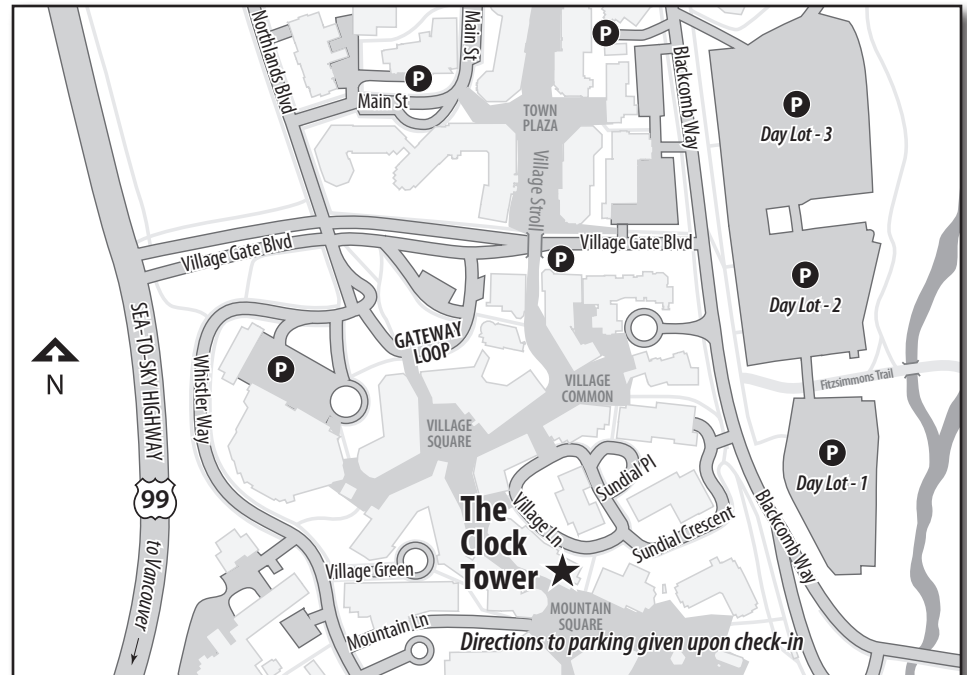 Northlands Blvd
Main St
P
Blackcomb Way
P
Main St
P
Day Lot - 3
TOWN
PLAZA
Village Stroll
Village Gate Blvd
Village Gate Blvd
P
P
Day Lot - 2
SEA-TO-SKY HIGHWAY
GATEWAY
LOOP
N
Whistler Way
P
Fitzsimmons Trail
VILLAGE
COMMON
VILLAGE
SQUARE
P
Day Lot - 1
99
Sundial Pl
Village Ln
Sundial Crescent
Blackcomb Way
The
Clock
Tower
to Vancouver
Village Green
Mountain Ln
MOUNTAIN
SQUARE
Directions to parking given upon check-in